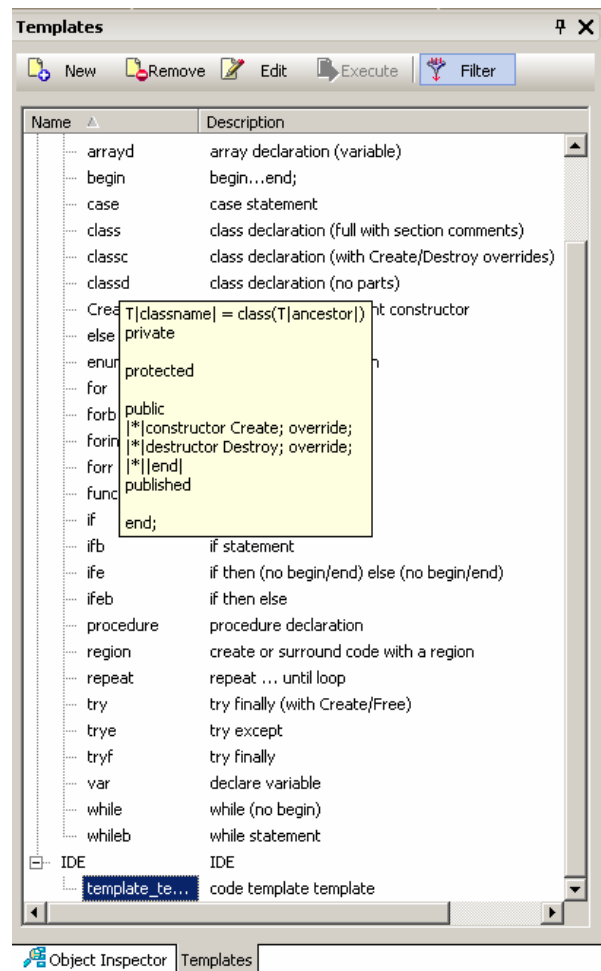 Templates
New Remove Edit Execute Filter
Name Description
arrayd array declaration (variable)
begin begin...end;
case case statement
class class declaration (full with section comments)
classc class declaration (with Create/Destroy overrides)
classd class declaration (no parts)
constructor
else
for
if
T|classname| = class(T|ancestor|)
private
protected
public
|*|constructor Create; override;
|*|destructor Destroy; override;
|*||end|
published
end;
ifb if statement
ife if then (no begin/end) else (no begin/end)
ifeb if then else
procedure procedure declaration
region create or surround code with a region
repeat repeat ... until loop
try try finally (with Create/Free)
trye try except
tryf try finally
var declare variable
while while (no begin)
whileb while statement
IDE IDE
template_te... code template template
Object Inspector Templates